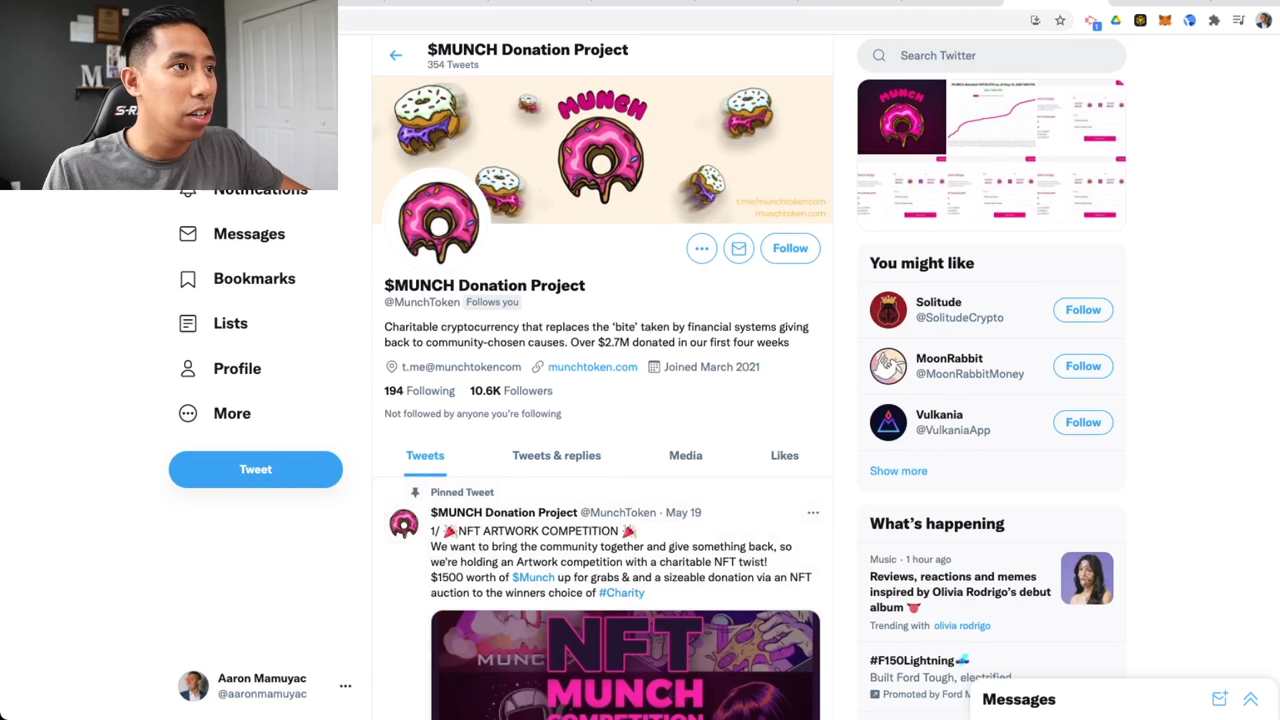 $MUNCH Donation Project
354 Tweets
Search Twitter
MUNCH
t.me/munchtokencom
munchtoken.com
MUNCH
Notifications
Messages
Bookmarks
Lists
Profile
More
Tweet
Follow
$MUNCH Donation Project
@MunchToken Follows you
Charitable cryptocurrency that replaces the ‘bite’ taken by financial systems giving
back to community-chosen causes. Over $2.7M donated in our first four weeks
t.me@munchtokencom munchtoken.com Joined March 2021
194 Following 10.6K Followers
Not followed by anyone you're following
Tweets Tweets & replies Media Likes
Pinned Tweet
$MUNCH Donation Project @MunchToken · May 19
1/ 🎉NFT ARTWORK COMPETITION 🎉
We want to bring the community together and give something back, so
we're holding an Artwork competition with a charitable NFT twist!
$1500 worth of $Munch up for grabs & and a sizeable donation via an NFT
auction to the winners choice of #Charity
NFT
MUNCH
MUNCH
COMPETITION
You might like
Solitude
@SolitudeCrypto
Follow
MoonRabbit
@MoonRabbitMoney
Follow
Vulkania
@VulkaniaApp
Follow
Show more
What's happening
Music · 1 hour ago
Reviews, reactions and memes
inspired by Olivia Rodrigo's debut
album 👅
Trending with olivia rodrigo
#F150Lightning
Built Ford Tough, electrified
Promoted by Ford M
Aaron Mamuyac
@aaronmamuyac
Messages